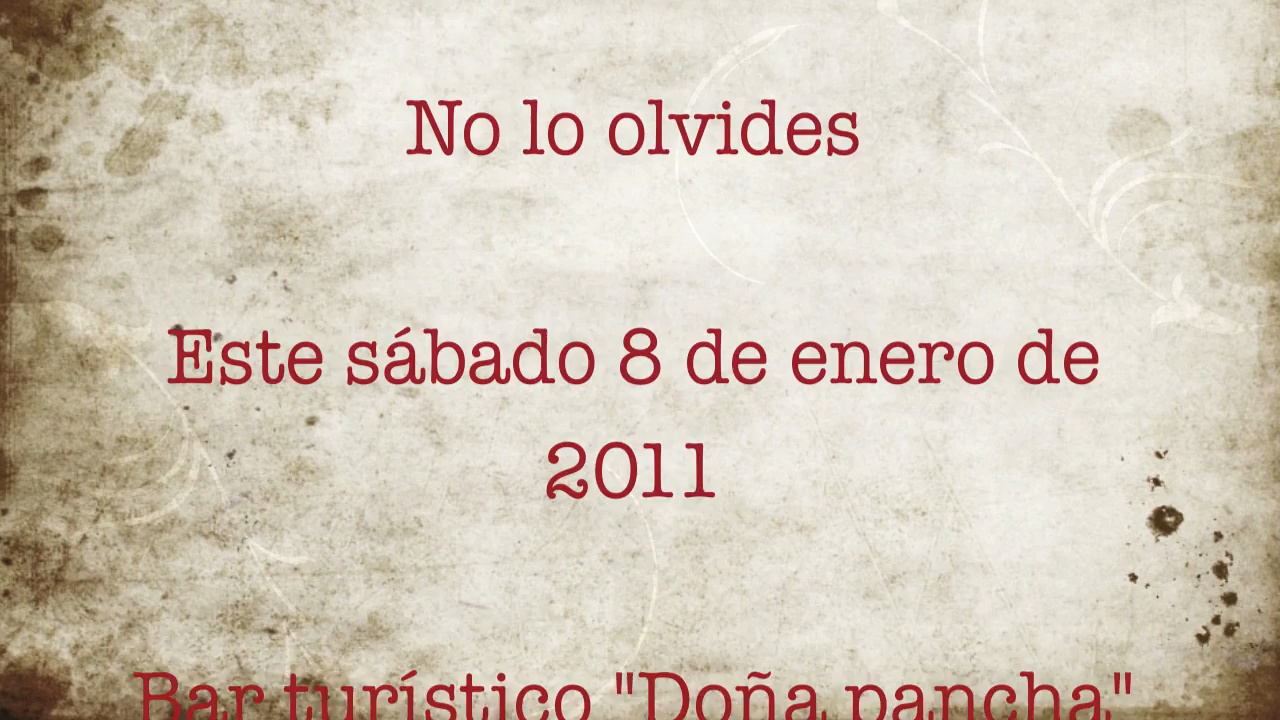 No lo olvides
Este sábado 8 de enero de
2011
Bar turístico "Doña pancha"